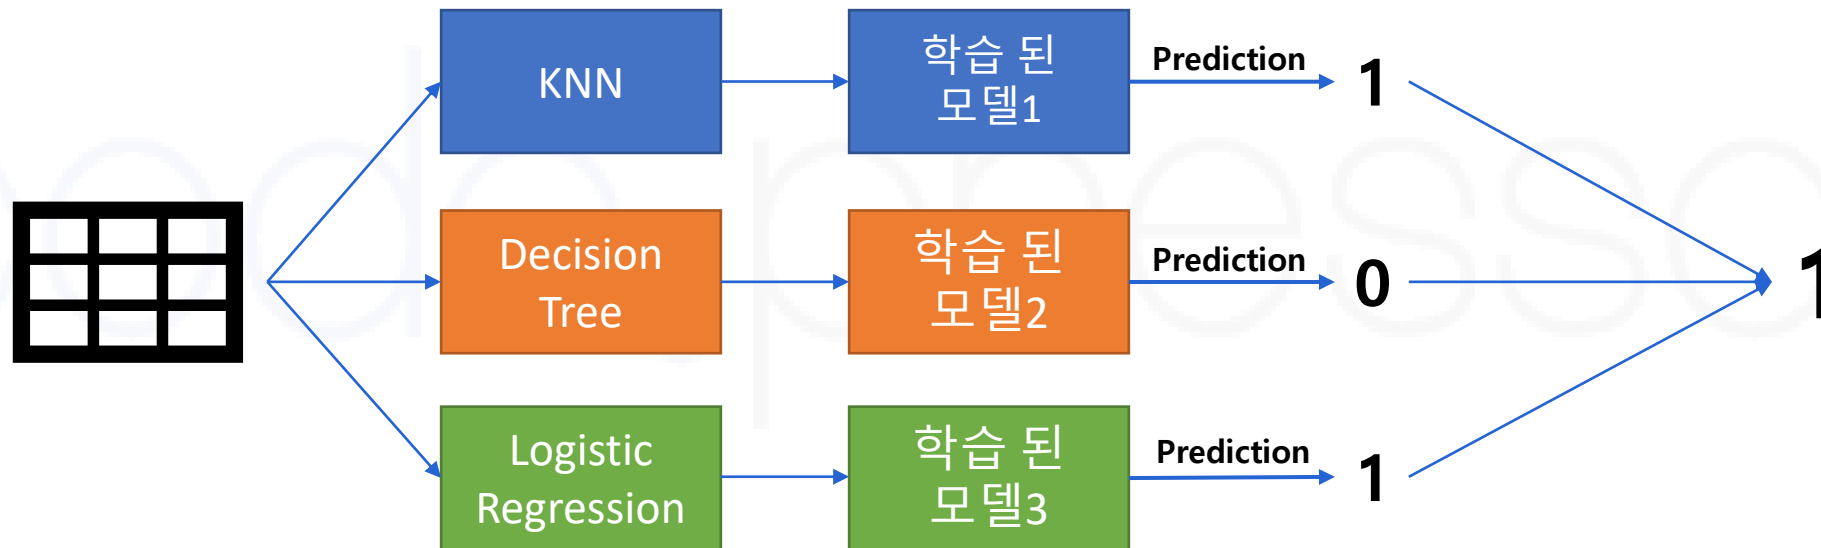 KNN
학습 된
모델1
Prediction
1
Decision
Tree
학습 된
모델2
Prediction
0
1
Logistic
Regression
학습 된
모델3
Prediction
1
codepresso